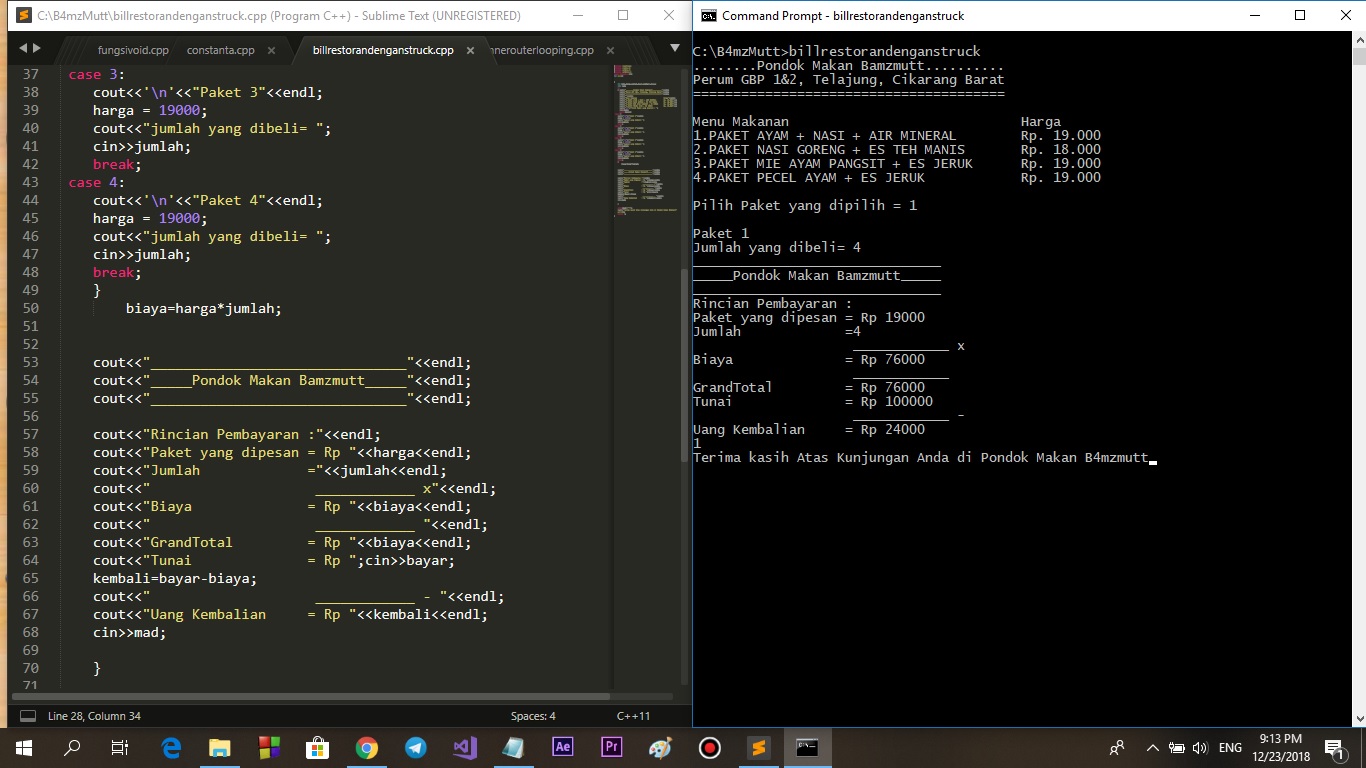 C:\B4mzMutt\billrestorandenganstruck.cpp (Program C++) - Sublime Text (UNREGISTERED)
fungsivoid.cpp constanta.cpp × billrestorandenganstruck.cpp × nnerouterlooping.cpp ×
37 case 3:
38 cout<<'\n'<<"Paket 3"<<endl;
39 harga = 19000;
40 cout<<"jumlah yang dibeli= ";
41 cin>>jumlah;
42 break;
43 case 4:
44 cout<<'\n'<<"Paket 4"<<endl;
45 harga = 19000;
46 cout<<"jumlah yang dibeli= ";
47 cin>>jumlah;
48 break;
49 }
50 biaya=harga*jumlah;
51
52
53 cout<<"_______________________________"<<endl;
54 cout<<"_____Pondok Makan Bamzmutt_____"<<endl;
55 cout<<"_______________________________"<<endl;
56
57 cout<<"Rincian Pembayaran :"<<endl;
58 cout<<"Paket yang dipesan = Rp "<<harga<<endl;
59 cout<<"Jumlah             ="<<jumlah<<endl;
60 cout<<"                    ____________ x"<<endl;
61 cout<<"Biaya              = Rp "<<biaya<<endl;
62 cout<<"                    ____________ "<<endl;
63 cout<<"GrandTotal         = Rp "<<biaya<<endl;
64 cout<<"Tunai              = Rp ";cin>>bayar;
65 kembali=bayar-biaya;
66 cout<<"                    ____________ - "<<endl;
67 cout<<"Uang Kembalian     = Rp "<<kembali<<endl;
68 cin>>mad;
69
70 }
71
Line 28, Column 34 Spaces: 4 C++11
Command Prompt - billrestorandenganstruck
C:\B4mzMutt>billrestorandenganstruck
........Pondok Makan Bamzmutt..........
Perum GBP 1&2, Telajung, Cikarang Barat
=======================================
Menu Makanan Harga
1.PAKET AYAM + NASI + AIR MINERAL Rp. 19.000
2.PAKET NASI GORENG + ES TEH MANIS Rp. 18.000
3.PAKET MIE AYAM PANGSIT + ES JERUK Rp. 19.000
4.PAKET PECEL AYAM + ES JERUK Rp. 19.000
Pilih Paket yang dipilih = 1
Paket 1
Jumlah yang dibeli= 4
_______________________________
_____Pondok Makan Bamzmutt_____
_______________________________
Rincian Pembayaran :
Paket yang dipesan = Rp 19000
Jumlah             =4
                    ____________ x
Biaya              = Rp 76000
                    ____________
GrandTotal         = Rp 76000
Tunai              = Rp 100000
                    ____________ -
Uang Kembalian     = Rp 24000
1
Terima kasih Atas Kunjungan Anda di Pondok Makan B4mzmutt
Ae Pr ENG 9:13 PM
12/23/2018
1